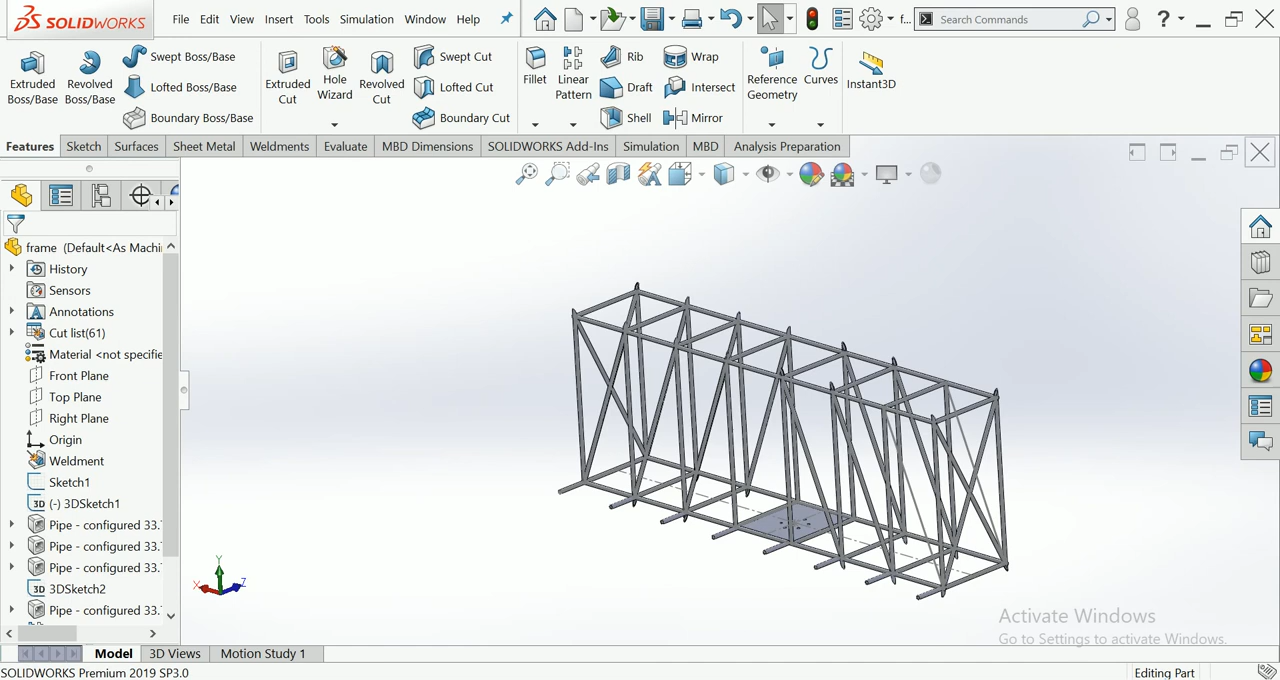 SOLIDWORKS File Edit View Insert Tools Simulation Window Help f... Search Commands ?
Extruded Boss/Base
Revolved Boss/Base
Swept Boss/Base
Lofted Boss/Base
Boundary Boss/Base
Extruded Cut
Hole Wizard
Revolved Cut
Swept Cut
Lofted Cut
Boundary Cut
Fillet
Linear Pattern
Rib
Draft
Shell
Wrap
Intersect
Mirror
Reference Geometry
Curves
Instant3D
Features Sketch Surfaces Sheet Metal Weldments Evaluate MBD Dimensions SOLIDWORKS Add-Ins Simulation MBD Analysis Preparation
frame (Default<As Machi
History
Sensors
Annotations
Cut list(61)
Material <not specifie
Front Plane
Top Plane
Right Plane
Origin
Weldment
Sketch1
3D (-) 3DSketch1
Pipe - configured 33.
Pipe - configured 33.
Pipe - configured 33.
3D 3DSketch2
Pipe - configured 33.
Y
X Z
Activate Windows
Go to Settings to activate Windows.
Model 3D Views Motion Study 1
SOLIDWORKS Premium 2019 SP3.0 Editing Part